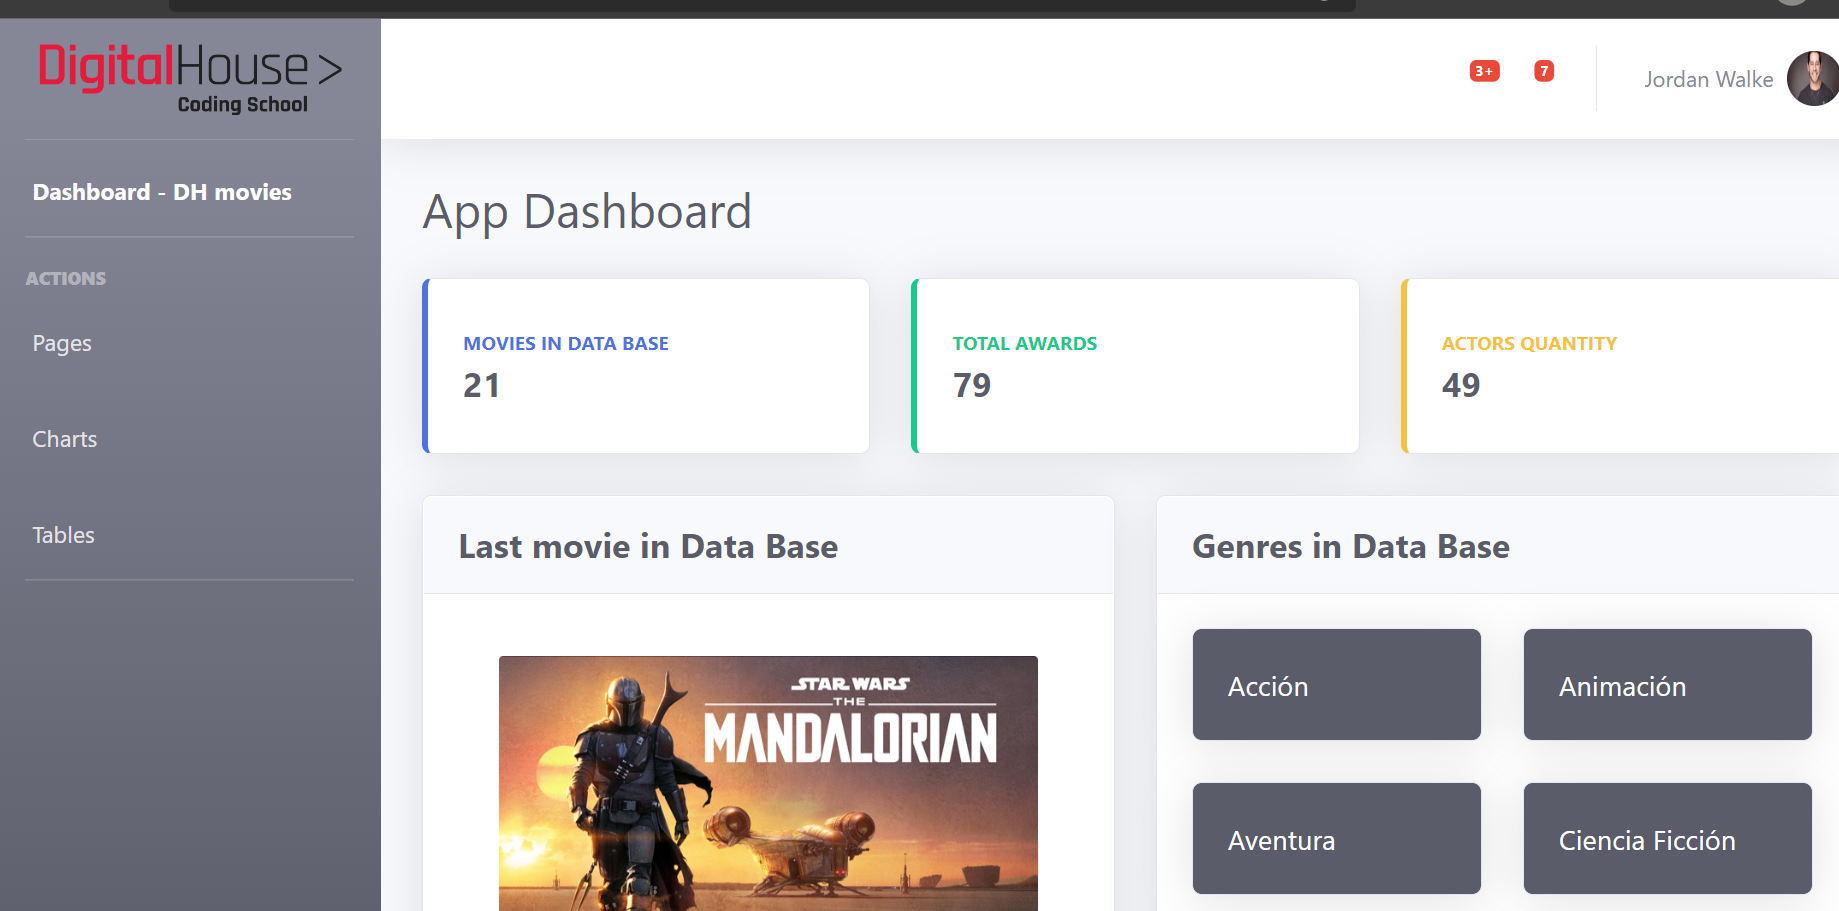 DigitalHouse>
Coding School
3+
7
Jordan Walke
Dashboard - DH movies
ACTIONS
Pages
Charts
Tables
App Dashboard
MOVIES IN DATA BASE
21
TOTAL AWARDS
79
ACTORS QUANTITY
49
Last movie in Data Base
STAR WARS
THE
MANDALORIAN
Genres in Data Base
Acción
Animación
Aventura
Ciencia Ficción